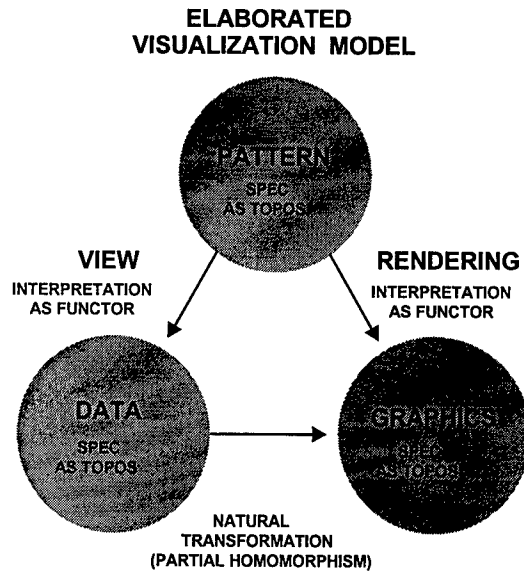 ELABORATED
VISUALIZATION MODEL
PATTERN
SPEC
AS TOPOS
VIEW
INTERPRETATION
AS FUNCTOR
RENDERING
INTERPRETATION
AS FUNCTOR
DATA
SPEC
AS TOPOS
GRAPHICS
SPEC
AS TOPOS
NATURAL
TRANSFORMATION
(PARTIAL HOMOMORPHISM)